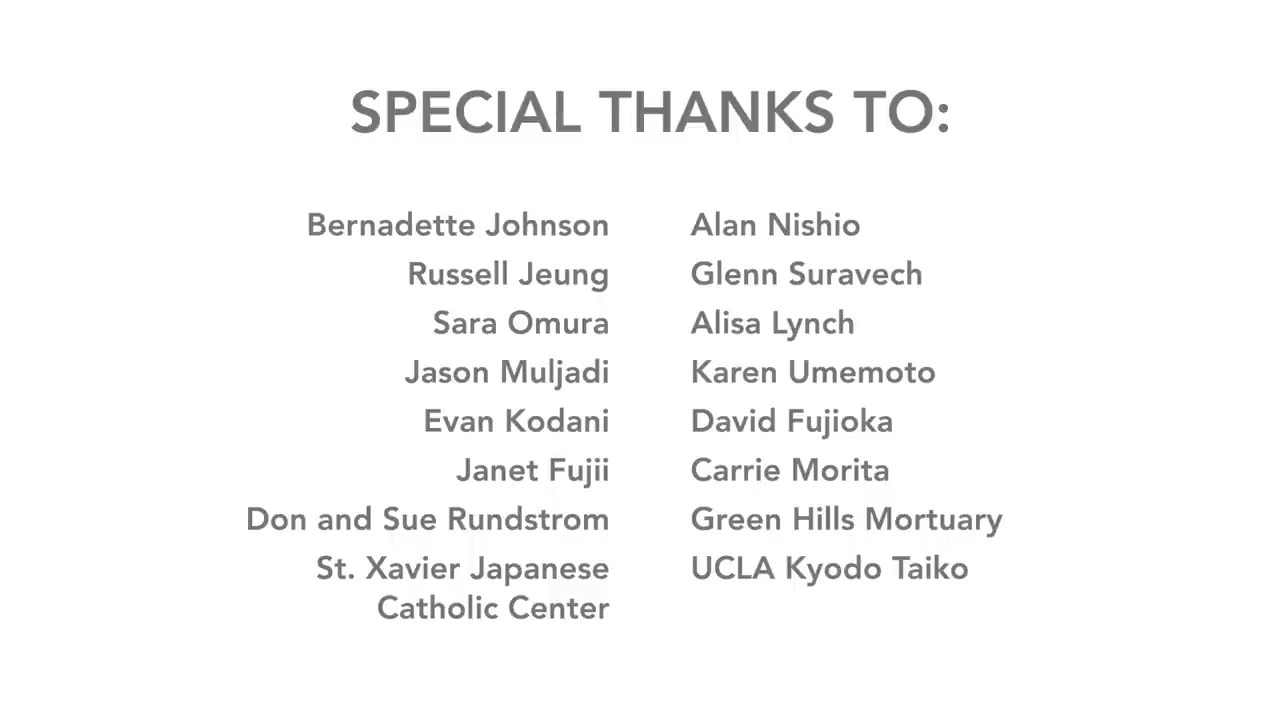 SPECIAL THANKS TO:
Bernadette Johnson
Russell Jeung
Sara Omura
Jason Muljadi
Evan Kodani
Janet Fujii
Don and Sue Rundstrom
St. Xavier Japanese
Catholic Center
Alan Nishio
Glenn Suravech
Alisa Lynch
Karen Umemoto
David Fujioka
Carrie Morita
Green Hills Mortuary
UCLA Kyodo Taiko